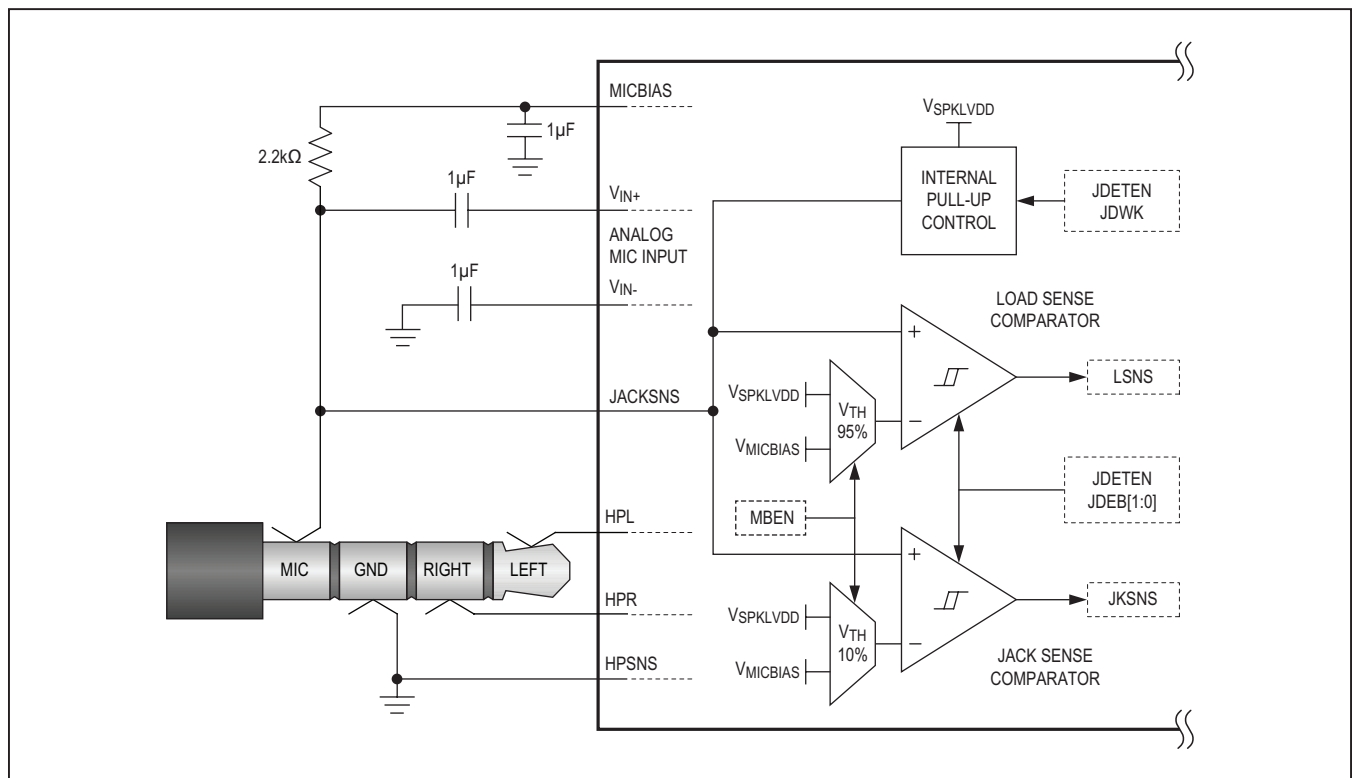 MICBIAS
1µF
2.2kΩ
1µF
VIN+
ANALOG
MIC INPUT
1µF
VIN-
JACKSNS
VSPKLVDD
INTERNAL
PULL-UP
CONTROL
JDETEN
JDWK
LOAD SENSE
COMPARATOR
+
−
VSPKLVDD
VMICBIAS
VTH
95%
LSNS
MBEN
JDETEN
JDEB[1:0]
HPL
MIC
GND
RIGHT
LEFT
HPR
HPSNS
+
−
VSPKLVDD
VMICBIAS
VTH
10%
JKSNS
JACK SENSE
COMPARATOR